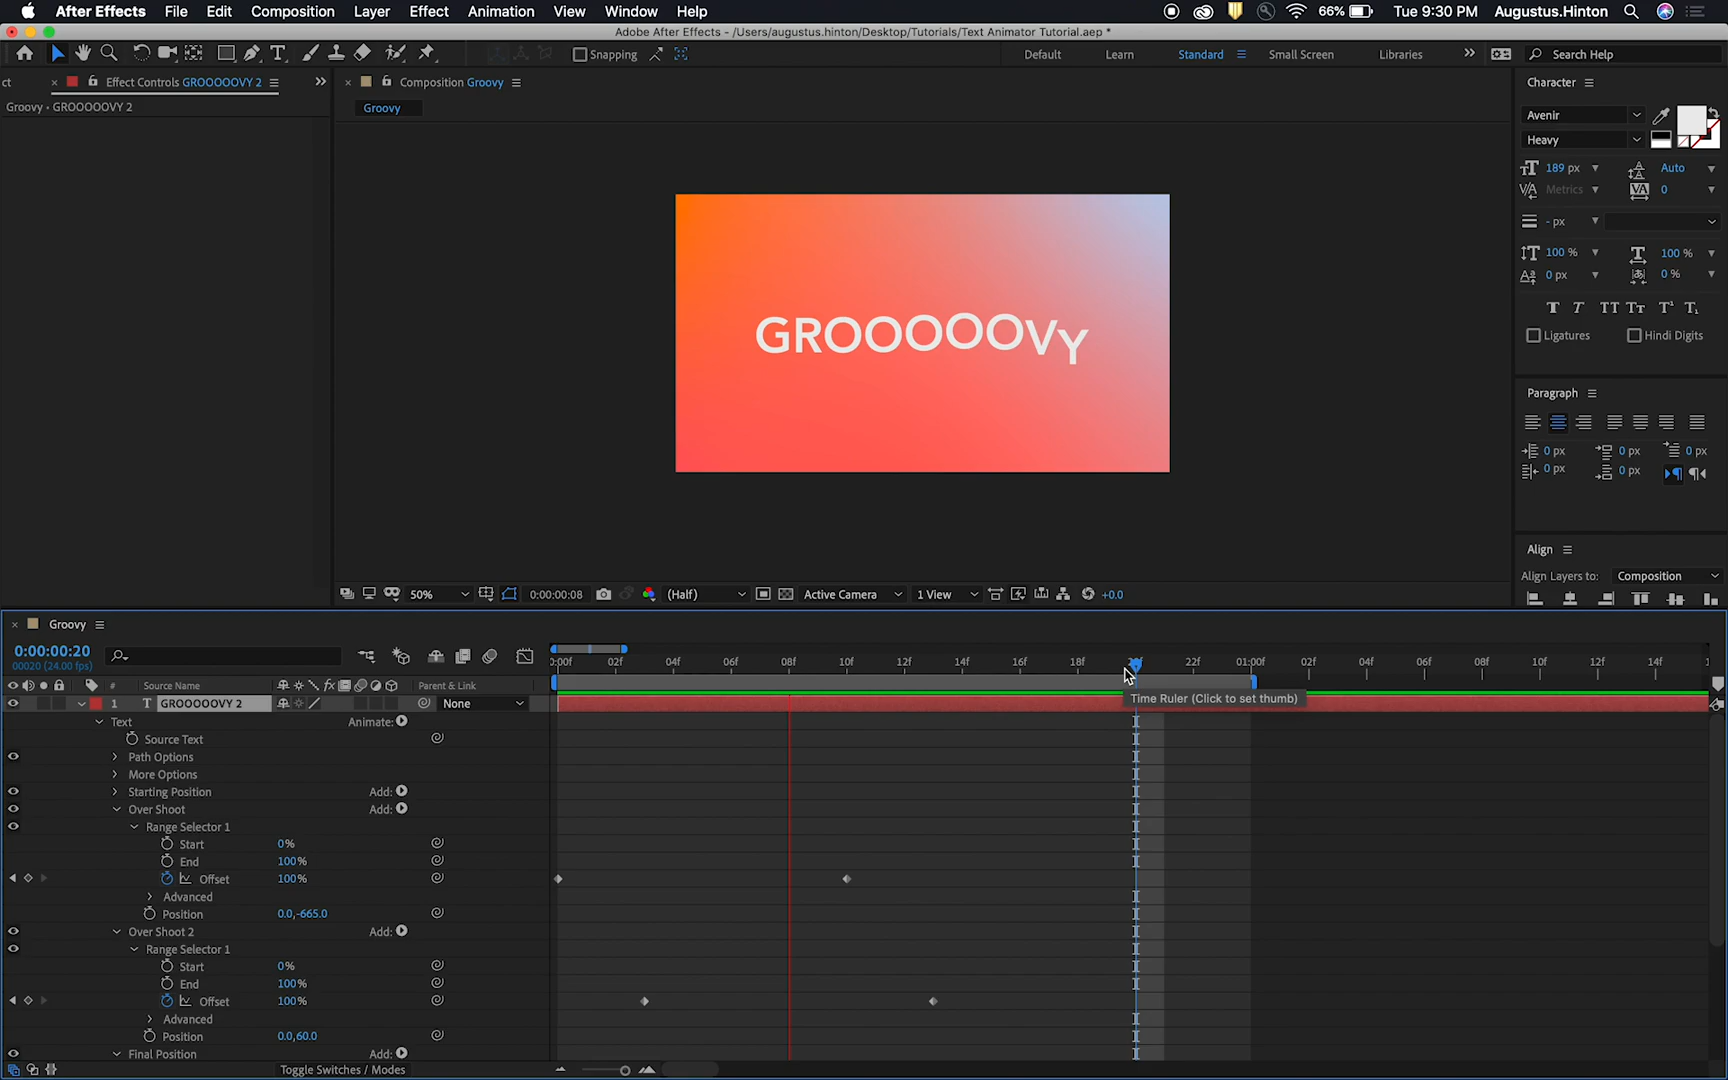 After Effects File Edit Composition Layer Effect Animation View Window Help 66% Tue 9:30 PM Augustus.Hinton
Adobe After Effects - /Users/augustus.hinton/Desktop/Tutorials/Text Animator Tutorial.aep *
Snapping Default Learn Standard Small Screen Libraries Search Help
ct Effect Controls GROOOOOVY 2
Composition Groovy
Groovy • GROOOOOVY 2
Groovy
GROOOOOVY
50% 0:00:00:08 (Half) Active Camera 1 View +0.0
Character
Avenir
Heavy
189 px Auto
Metrics 0
- px
100 % 100 %
0 px 0 %
Ligatures Hindi Digits
Paragraph
0 px 0 px 0 px
0 px 0 px
Align
Align Layers to: Composition
Groovy
0:00:00:20
00020 (24.00 fps)
:00f 02f 04f 06f 08f 10f 12f 14f 16f 18f 22f 01:00f 02f 04f 06f 08f 10f 12f 14f
# Source Name Parent & Link
1 T GROOOOOVY 2 None
Time Ruler (Click to set thumb)
Text Animate:
Source Text
Path Options
More Options
Starting Position Add:
Over Shoot Add:
Range Selector 1
Start 0%
End 100%
Offset 100%
Advanced
Position 0.0,-665.0
Over Shoot 2 Add:
Range Selector 1
Start 0%
End 100%
Offset 100%
Advanced
Position 0.0,60.0
Final Position Add:
Toggle Switches / Modes